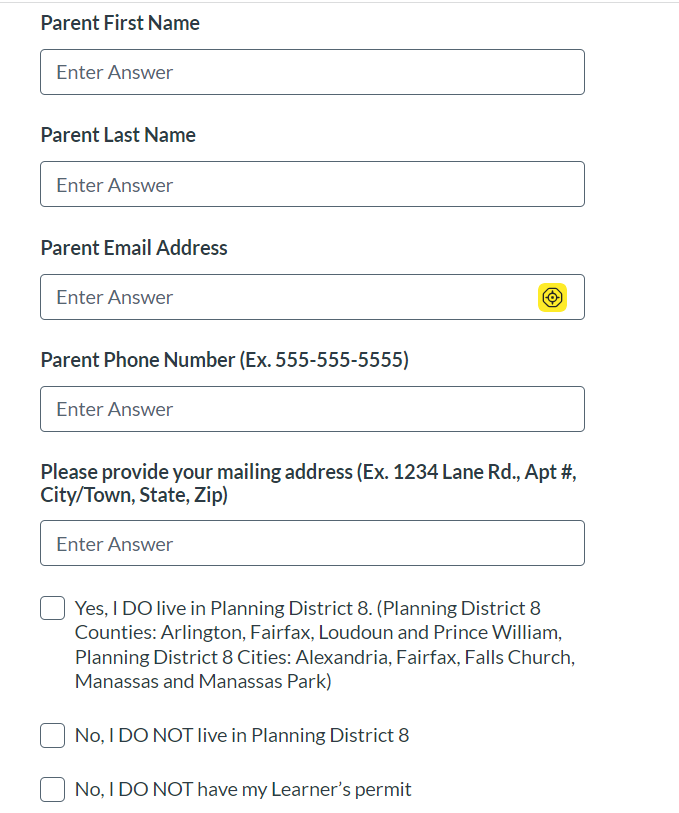 Parent First Name
Enter Answer
Parent Last Name
Enter Answer
Parent Email Address
Enter Answer
Parent Phone Number (Ex. 555-555-5555)
Enter Answer
Please provide your mailing address (Ex. 1234 Lane Rd., Apt #,
City/Town, State, Zip)
Enter Answer
Yes, I DO live in Planning District 8. (Planning District 8
Counties: Arlington, Fairfax, Loudoun and Prince William,
Planning District 8 Cities: Alexandria, Fairfax, Falls Church,
Manassas and Manassas Park)
No, I DO NOT live in Planning District 8
No, I DO NOT have my Learner’s permit